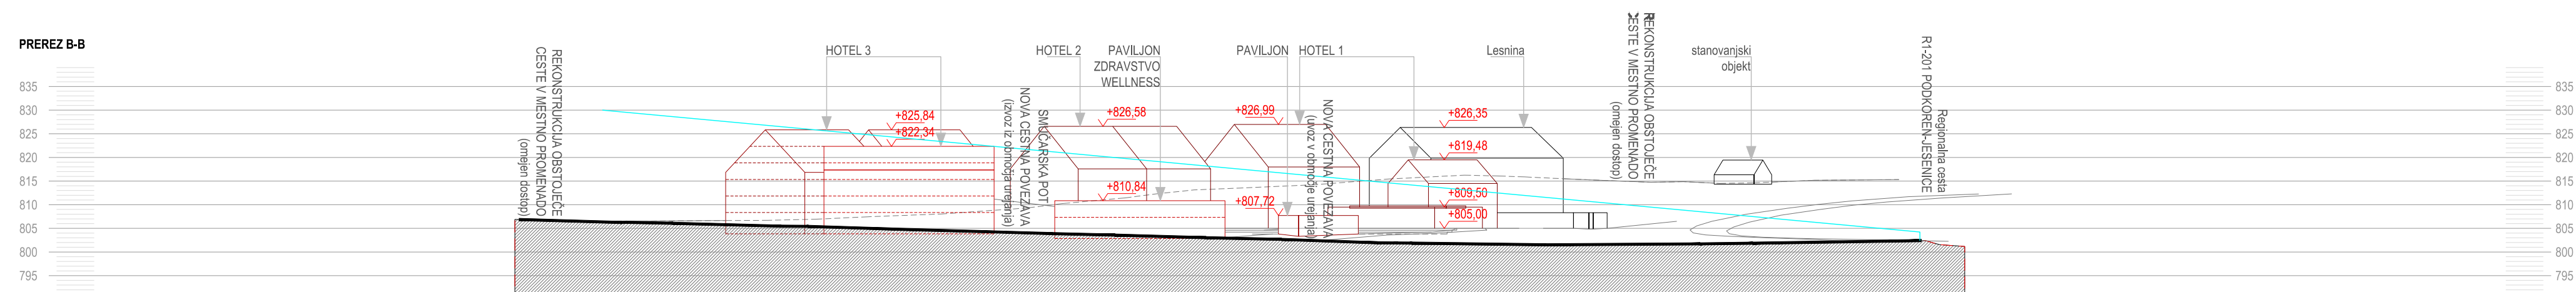 PREREZ B-B
HOTEL 3
HOTEL 2
PAVILJON
ZDRAVSTVO
WELLNESS
PAVILJON
HOTEL 1
Lesnina
stanovanjski
objekt
REKONSTRUKCIJA OBSTOJEČE
CESTE V MESTNO PROMENADO
(omejen dostop)
NOVA CESTNA POVEZAVA
(izvoz iz območja urejanja)
SMUČARSKA POT
NOVA CESTNA POVEZAVA
(uvoz v območje urejanja)
REKONSTRUKCIJA OBSTOJEČE
CESTE V MESTNO PROMENADO
(omejen dostop)
R1-201 PODKOREN-JESENICE
Regionalna cesta
+825,84
+822,34
+826,58
+810,84
+826,99
+807,72
+826,35
+819,48
+809,50
+805,00
835
830
825
820
815
810
805
800
795
835
830
825
820
815
810
805
800
795